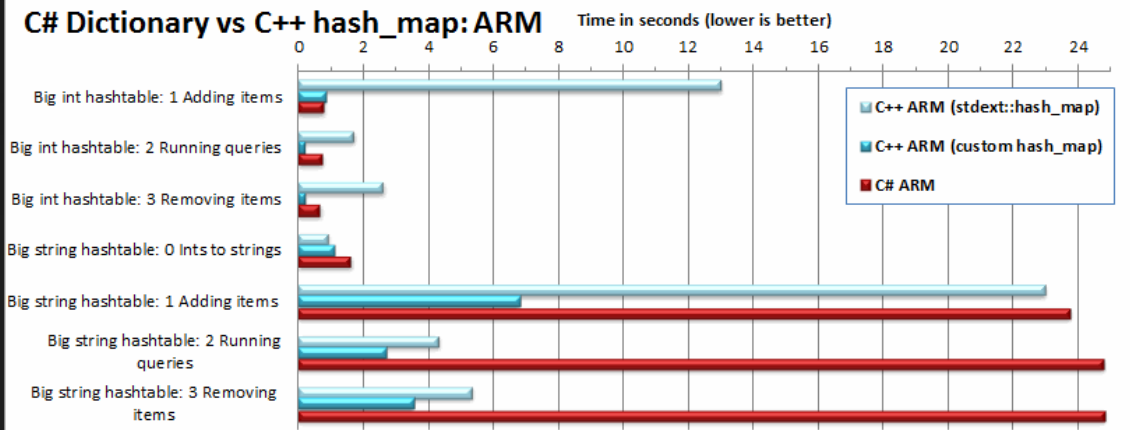 C# Dictionary vs C++ hash_map: ARM
Time in seconds (lower is better)
0 2 4 6 8 10 12 14 16 18 20 22 24
Big int hashtable: 1 Adding items
Big int hashtable: 2 Running queries
Big int hashtable: 3 Removing items
Big string hashtable: 0 Ints to strings
Big string hashtable: 1 Adding items
Big string hashtable: 2 Running
queries
Big string hashtable: 3 Removing
items
C++ ARM (stdext::hash_map)
C++ ARM (custom hash_map)
C# ARM